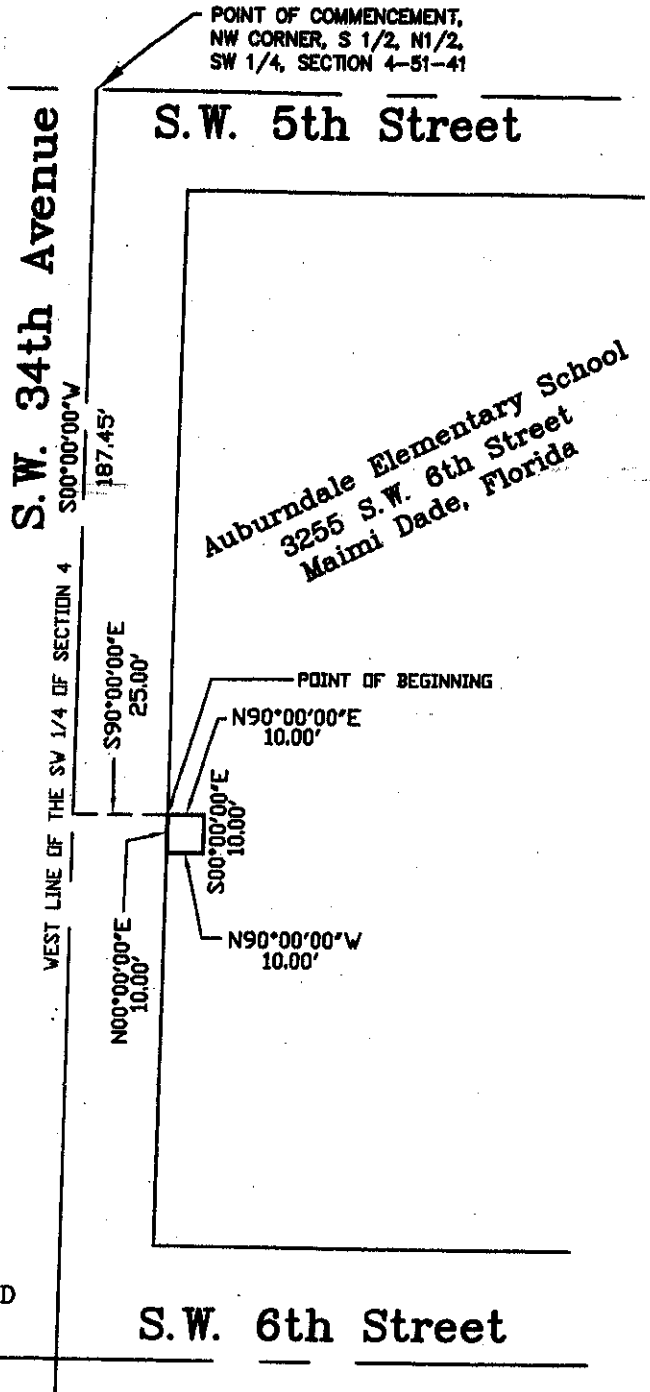 POINT OF COMMENCEMENT,
NW CORNER, S 1/2, N1/2,
SW 1/4, SECTION 4-51-41
S.W. 5th Street
S.W. 34th Avenue
S00°00'00"W
187.45'
Auburndale Elementary School
3255 S.W. 6th Street
Maimi Dade, Florida
WEST LINE OF THE SW 1/4 OF SECTION 4
S90°00'00"E
25.00'
POINT OF BEGINNING
N90°00'00"E
10.00'
S00°00'00"E
10.00'
N90°00'00"W
10.00'
N00°00'00"E
10.00'
D
S.W. 6th Street